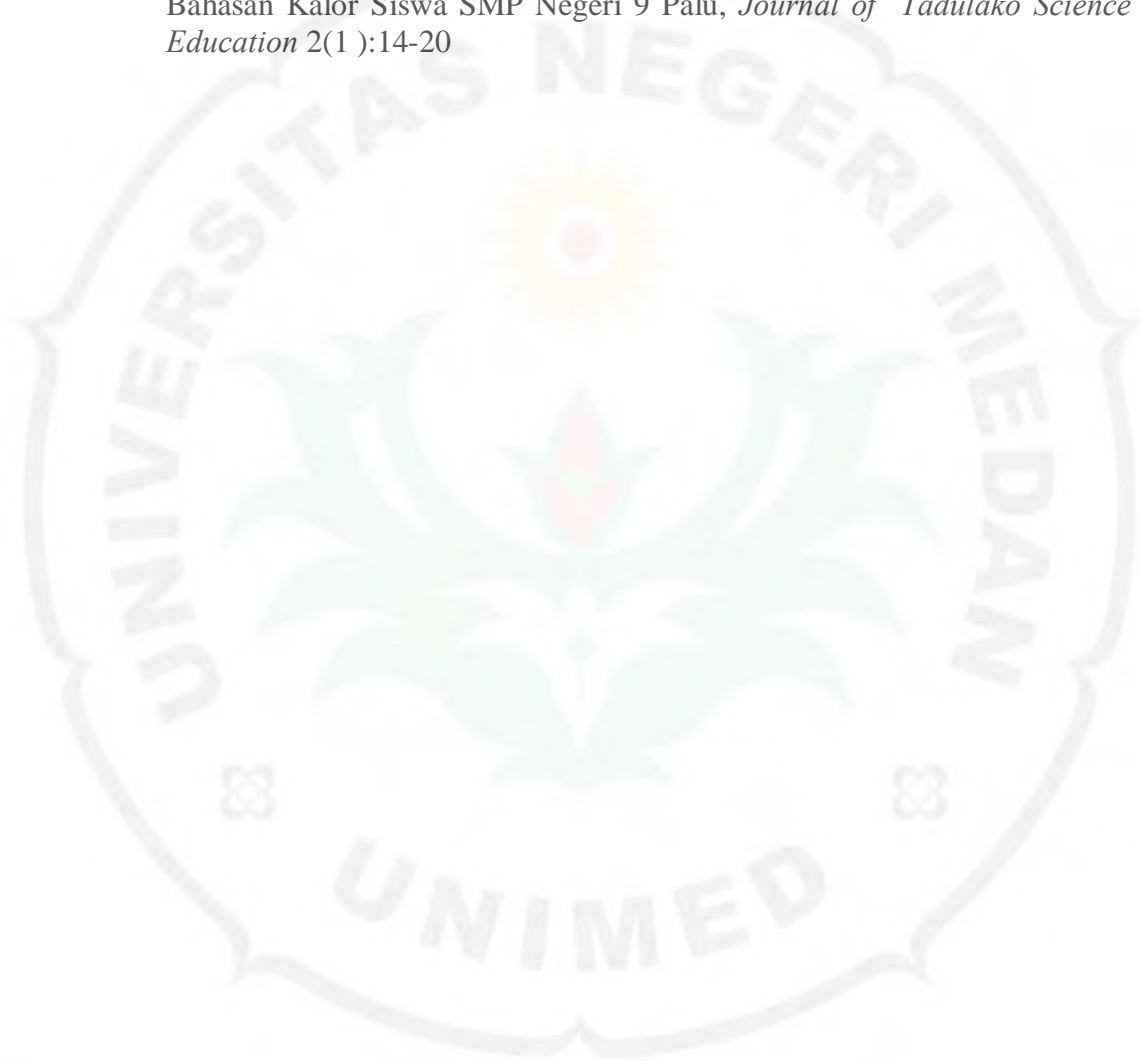 Bahasan Kalor Siswa SMP Negeri 9 Palu, Journal of Tadulako Science Education 2(1 ):14-20
UNIVERSITAS NEGERI MEDAN
UNIMED